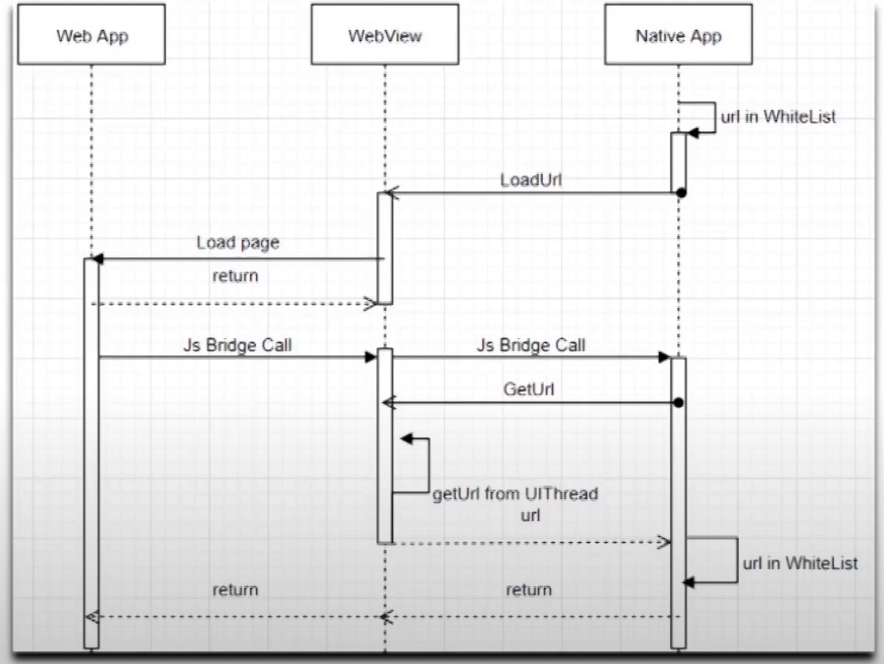 Web App
WebView
Native App
url in WhiteList
LoadUrl
Load page
return
Js Bridge Call
Js Bridge Call
GetUrl
getUrl from UIThread
url
url in WhiteList
return
return